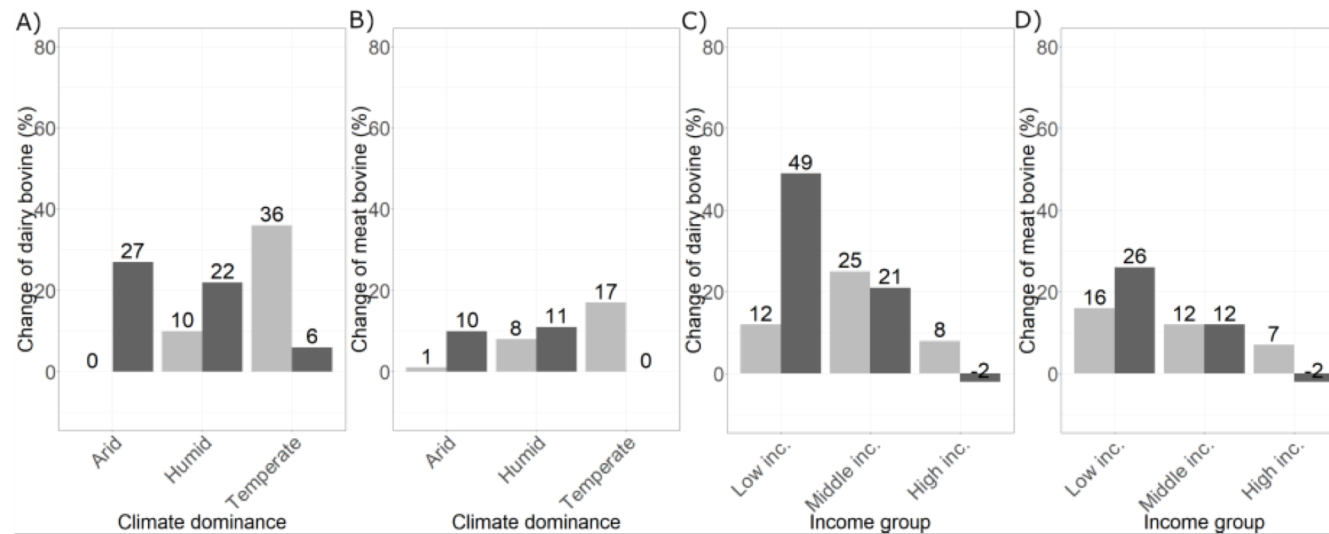 A)
Change of dairy bovine (%)
80
60
40
20
0
0
27
10
22
36
6
Arid
Humid
Temperate
Climate dominance
B)
Change of meat bovine (%)
80
60
40
20
0
1
10
8
11
17
0
Arid
Humid
Temperate
Climate dominance
C)
Change of dairy bovine (%)
80
60
40
20
0
12
49
25
21
8
-2
Low inc.
Middle inc.
High inc.
Income group
D)
Change of meat bovine (%)
80
60
40
20
0
16
26
12
12
7
-2
Low inc.
Middle inc.
High inc.
Income group